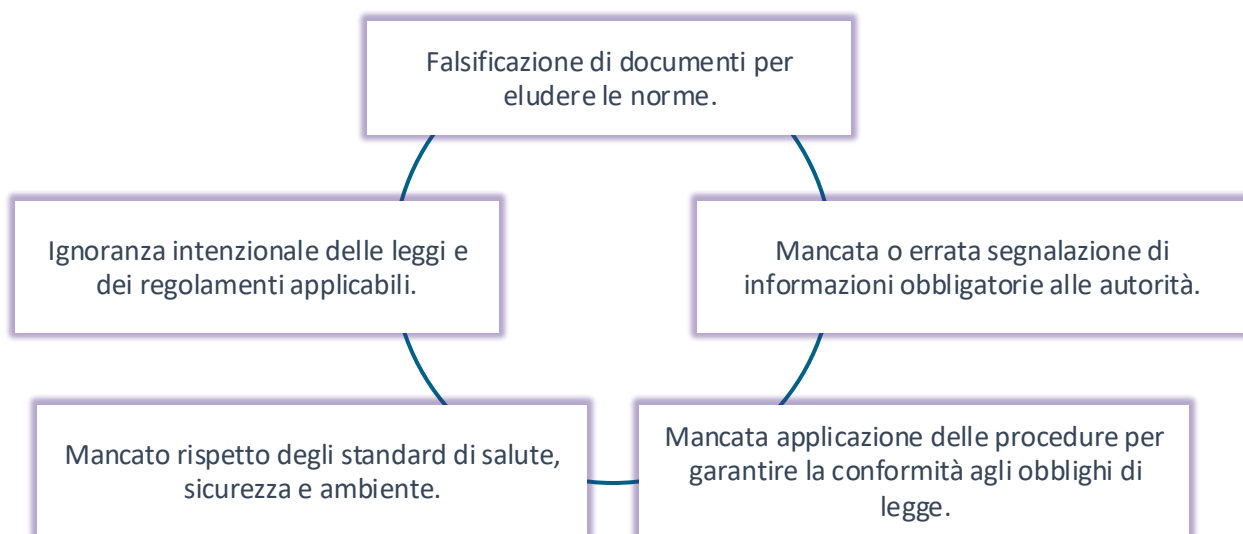 Falsificazione di documenti per
eludere le norme.
Ignoranza intenzionale delle leggi e
dei regolamenti applicabili.
Mancata o errata segnalazione di
informazioni obbligatorie alle autorità.
Mancato rispetto degli standard di salute,
sicurezza e ambiente.
Mancata applicazione delle procedure per
garantire la conformità agli obblighi di
legge.